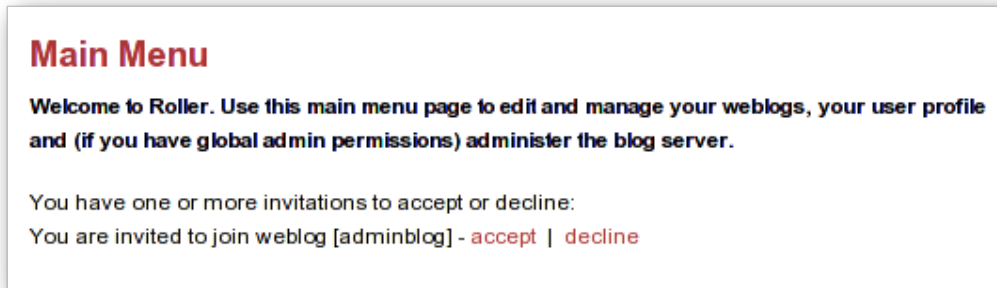 Main Menu
Welcome to Roller. Use this main menu page to edit and manage your weblogs, your user profile
and (if you have global admin permissions) administer the blog server.
You have one or more invitations to accept or decline:
You are invited to join weblog [adminblog] - accept | decline